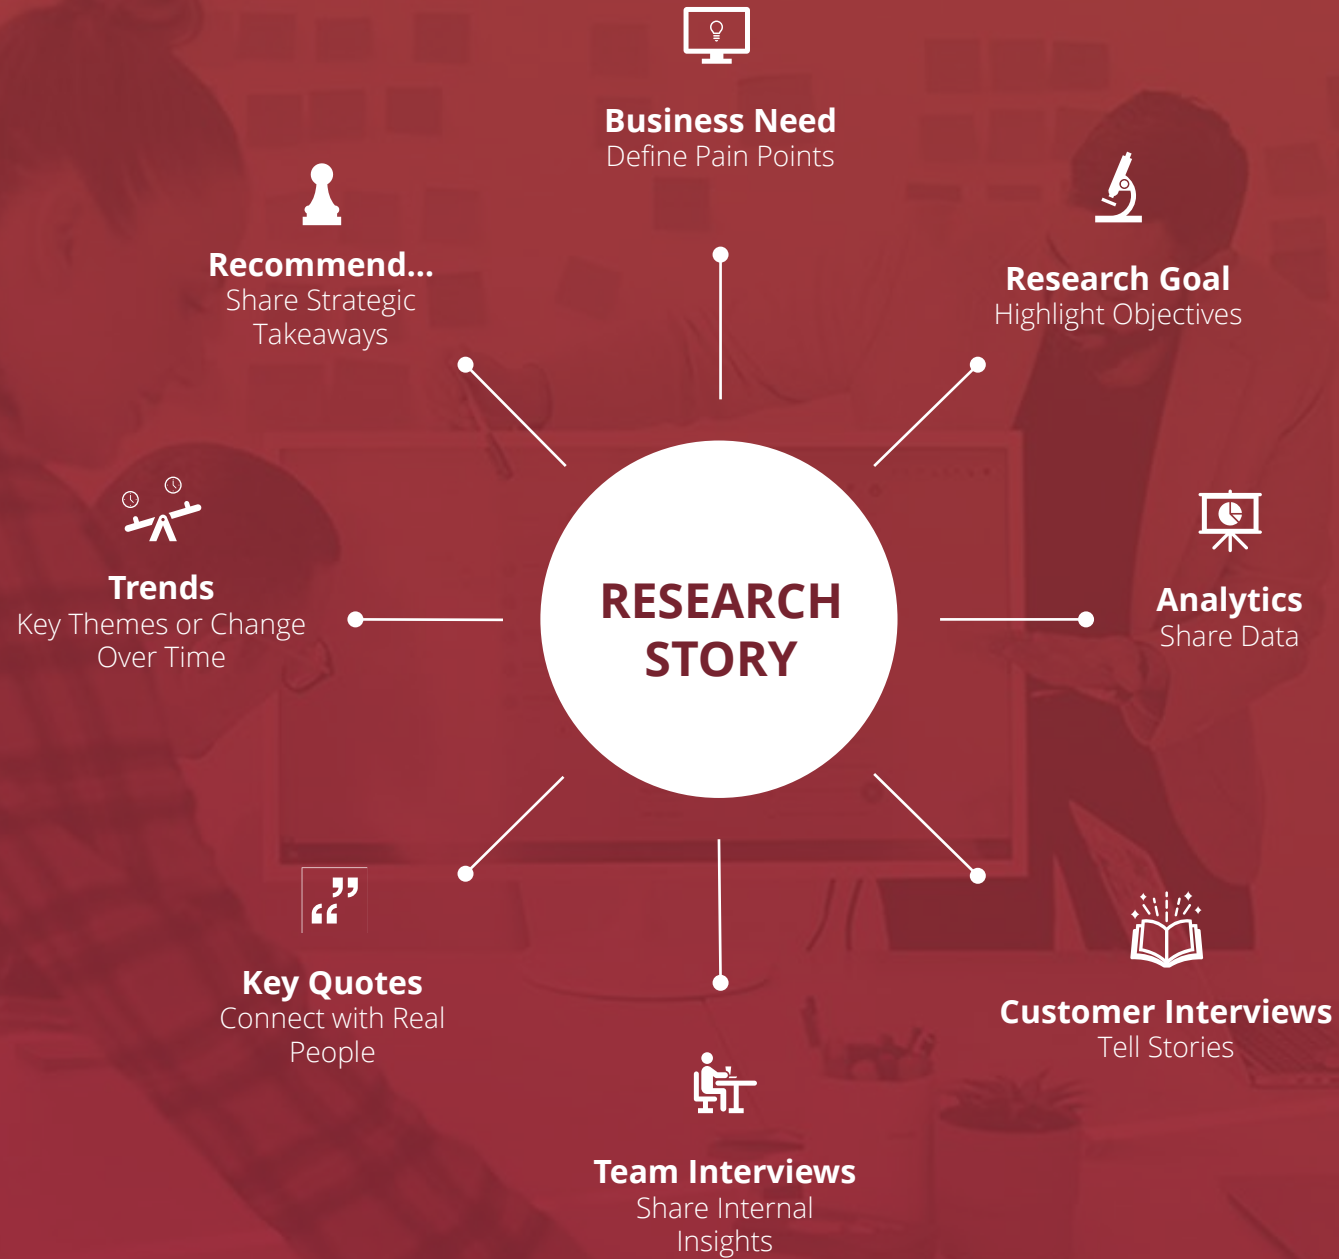 Business Need
Define Pain Points
Research Goal
Highlight Objectives
Analytics
Share Data
Customer Interviews
Tell Stories
Team Interviews
Share Internal
Insights
Key Quotes
Connect with Real
People
Trends
Key Themes or Change
Over Time
Recommend...
Share Strategic
Takeaways
RESEARCH
STORY